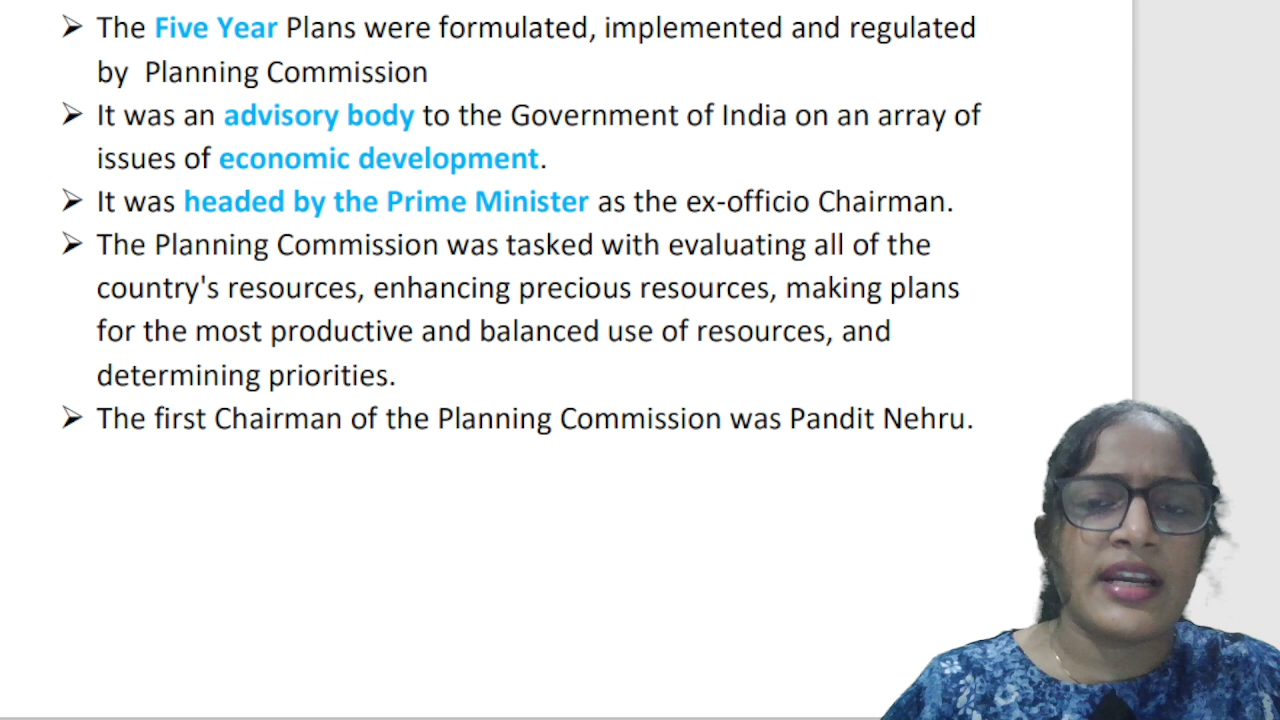 ➢ The Five Year Plans were formulated, implemented and regulated
by Planning Commission
➢ It was an advisory body to the Government of India on an array of
issues of economic development.
➢ It was headed by the Prime Minister as the ex-officio Chairman.
➢ The Planning Commission was tasked with evaluating all of the
country's resources, enhancing precious resources, making plans
for the most productive and balanced use of resources, and
determining priorities.
➢ The first Chairman of the Planning Commission was Pandit Nehru.